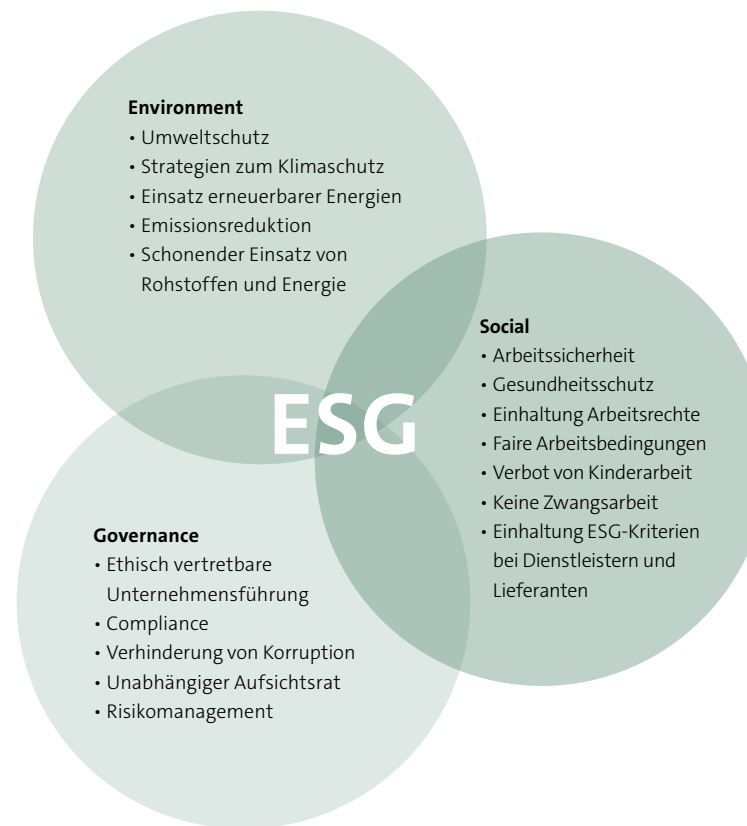 Environment
• Umweltschutz
• Strategien zum Klimaschutz
• Einsatz erneuerbarer Energien
• Emissionsreduktion
• Schonender Einsatz von
Rohstoffen und Energie
Social
• Arbeitssicherheit
• Gesundheitsschutz
• Einhaltung Arbeitsrechte
• Faire Arbeitsbedingungen
• Verbot von Kinderarbeit
• Keine Zwangsarbeit
• Einhaltung ESG-Kriterien
bei Dienstleistern und
Lieferanten
ESG
Governance
• Ethisch vertretbare
Unternehmensführung
• Compliance
• Verhinderung von Korruption
• Unabhängiger Aufsichtsrat
• Risikomanagement